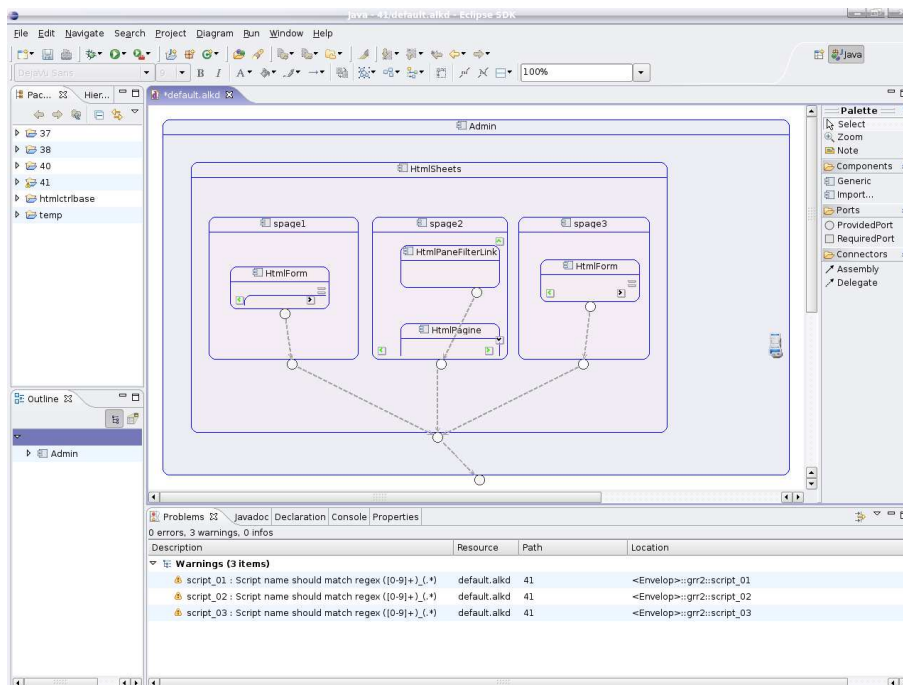 Java - 41/default.alkd - Eclipse SDK
File Edit Navigate Search Project Diagram Run Window Help
Java
DejaVu Sans 9 B I A 100%
Pac... Hier...
*default.alkd
37
38
40
41
htmlctrlbase
temp
Admin
HtmlSheets
spage1
spage2
spage3
HtmlForm
HtmlPaneFilterLink
HtmlPagine
HtmlForm
Palette
Select
Zoom
Note
Components
Generic
Import...
Ports
ProvidedPort
RequiredPort
Connectors
Assembly
Delegate
Outline
Admin
Problems Javadoc Declaration Console Properties
0 errors, 3 warnings, 0 infos
Description Resource Path Location
Warnings (3 items)
script_01 : Script name should match regex ([0-9]+)_(.*) default.alkd 41 <Envelop>::grr2::script_01
script_02 : Script name should match regex ([0-9]+)_(.*) default.alkd 41 <Envelop>::grr2::script_02
script_03 : Script name should match regex ([0-9]+)_(.*) default.alkd 41 <Envelop>::grr2::script_03